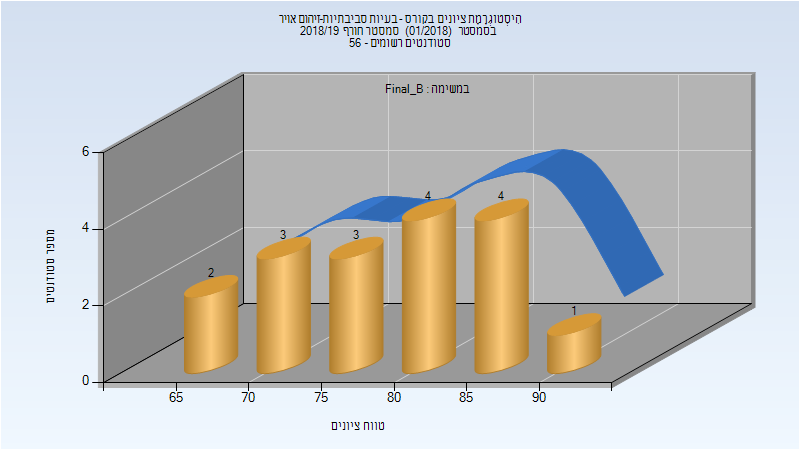 היסטוגרמת ציונים בקורס - בעיות סביבתיות-זיהום אויר
בסמסטר (01/2018) סמסטר חורף 2018/19
סטודנטים רשומים - 56
במשימה : Final_B
מספר סטודנטים
6
4
2
0
2
3
3
4
4
1
65
70
75
80
85
90
טווח ציונים